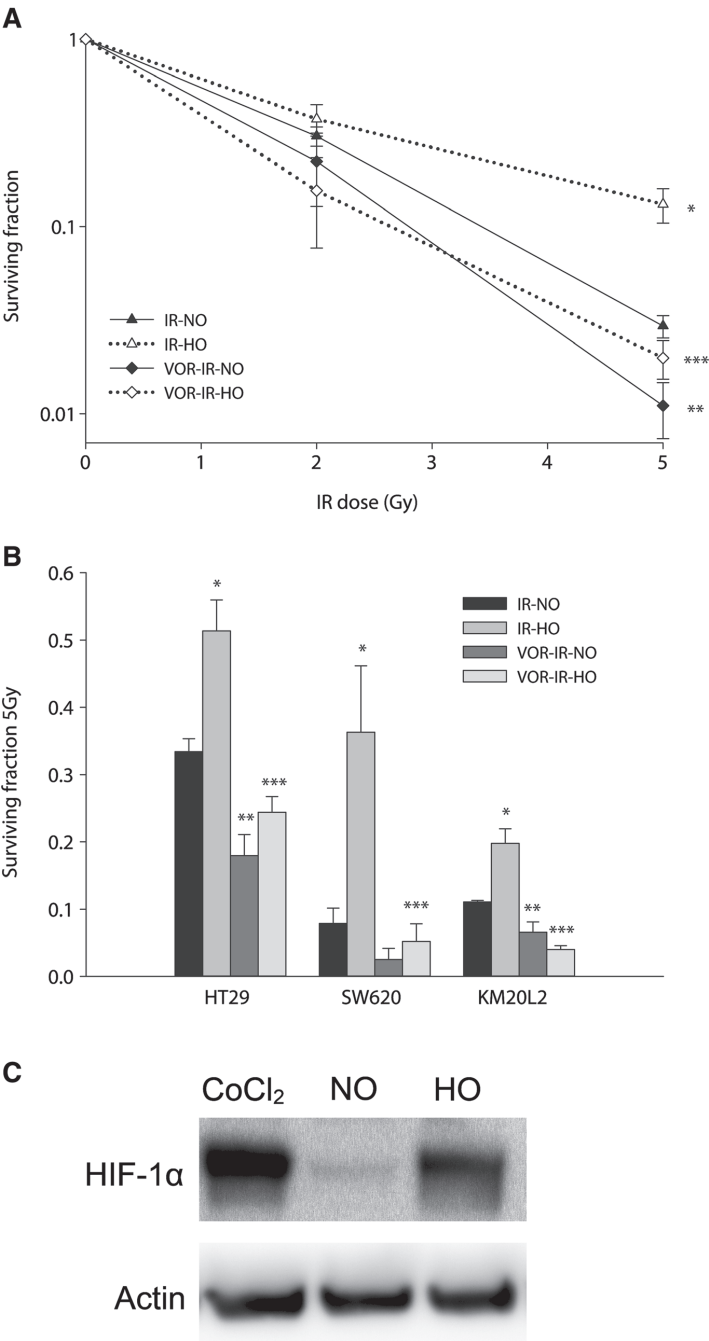 A
1
0.1
0.01
Surviving fraction
IR-NO
IR-HO
VOR-IR-NO
VOR-IR-HO
*
***
**
0 1 2 3 4 5
IR dose (Gy)
B
0.6
0.5
0.4
0.3
0.2
0.1
0.0
Surviving fraction 5Gy
IR-NO
IR-HO
VOR-IR-NO
VOR-IR-HO
* ** ***
* ***
* ** ***
HT29 SW620 KM20L2
C
CoCl₂ NO HO
HIF-1α
Actin